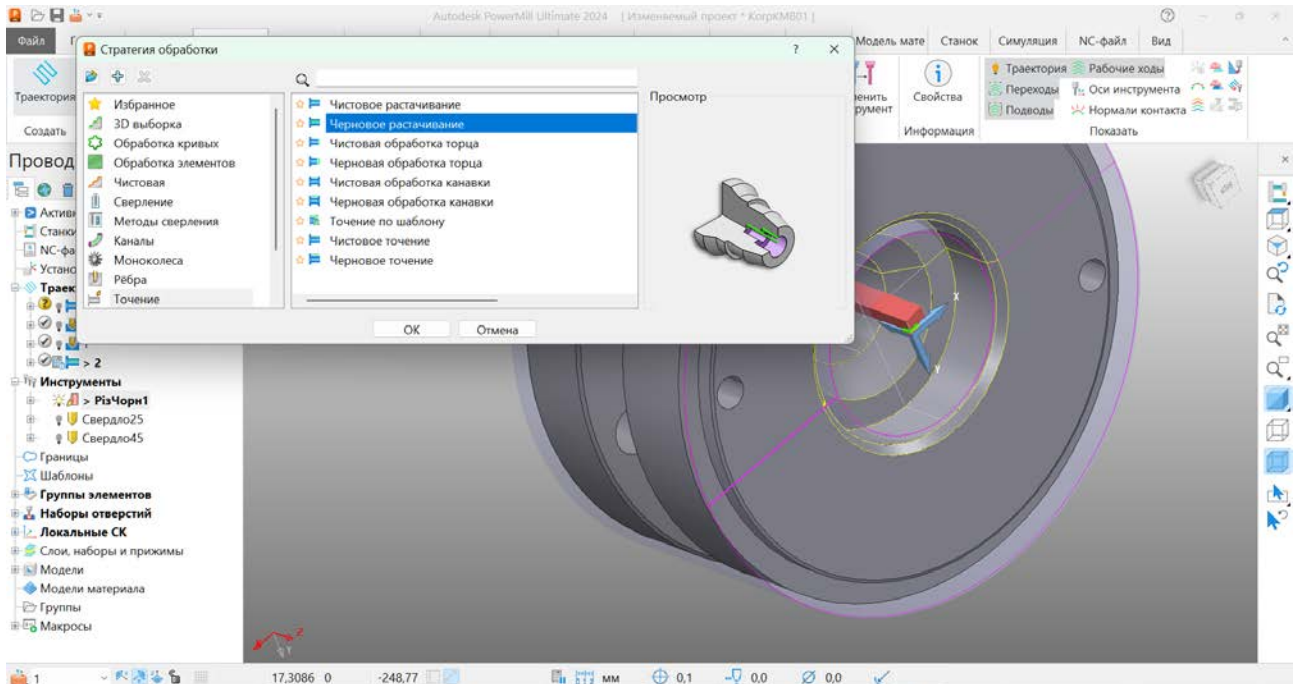 Autodesk PowerMill Ultimate 2024 [Изменяемый проект * KorpKMB01 ]
Файл
Модель мате Станок Симуляция NC-файл Вид
Стратегия обработки ? ×
Просмотр
Избранное
3D выборка
Обработка кривых
Обработка элементов
Чистовая
Сверление
Методы сверления
Каналы
Моноколеса
Рёбра
Точение
Чистовое растачивание
Черновое растачивание
Чистовая обработка торца
Черновая обработка торца
Чистовая обработка канавки
Черновая обработка канавки
Точение по шаблону
Чистовое точение
Черновое точение
ОК Отмена
Траектория
Создать
Свойства
Информация
Траектория Рабочие ходы
Переходы Оси инструмента
Подводы Нормали контакта
Показать
Провод
Актив
Станки
NC-фа
Устано
Траек
> 2
Инструменты
> РізЧорн1
Свердло25
Свердло45
Границы
Шаблоны
Группы элементов
Наборы отверстий
Локальные СК
Слои, наборы и прижимы
Модели
Модели материала
Группы
Макросы
X
Y
Z
1 17,3086 0 -248,77 мм 0,1 0,0 0,0